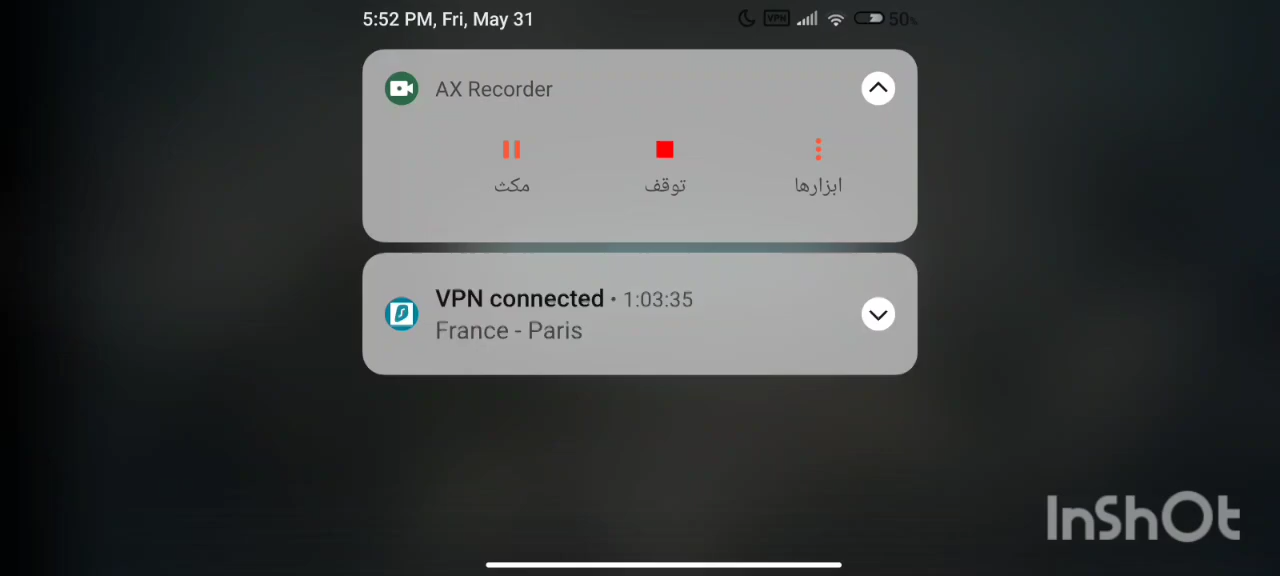 5:52 PM, Fri, May 31
VPN
50%
AX Recorder
مکث
توقف
ابزارها
VPN connected · 1:03:35
France - Paris
InShOt